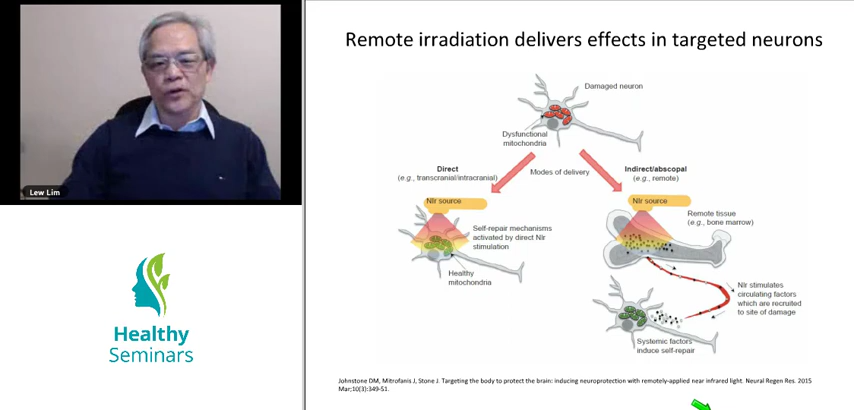 Lew Lim
Healthy
Seminars
Remote irradiation delivers effects in targeted neurons
Damaged neuron
Dysfunctional
mitochondria
Direct
(e.g., transcranial/intracranial)
Modes of delivery
Indirect/abscopal
(e.g., remote)
NIr source
Self-repair mechanisms
activated by direct NIr
stimulation
Healthy
mitochondria
NIr source
Remote tissue
(e.g., bone marrow)
NIr stimulates
circulating factors
which are recruited
to site of damage
Systemic factors
induce self-repair
Johnstone DM, Mitrofanis J, Stone J. Targeting the body to protect the brain: inducing neuroprotection with remotely-applied near infrared light. Neural Regen Res. 2015
Mar;10(3):349-51.